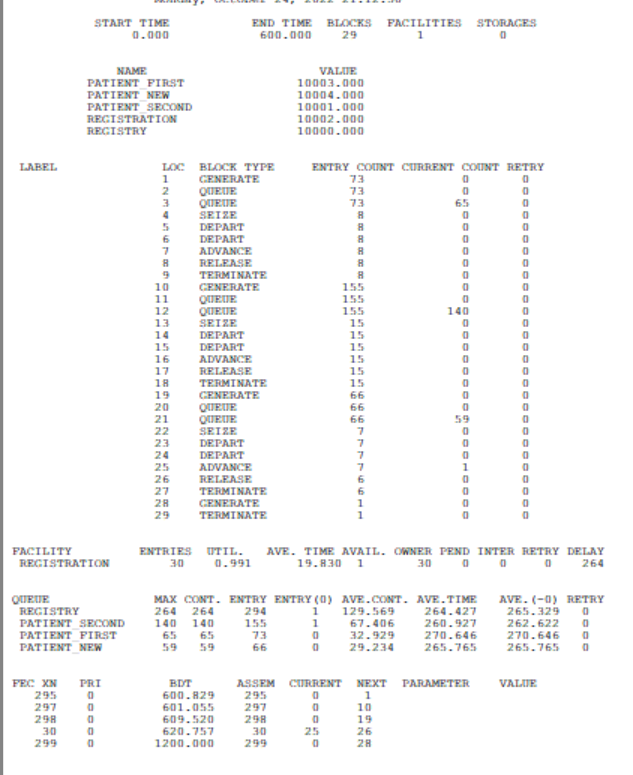 START TIME END TIME BLOCKS FACILITIES STORAGES
0.000 600.000 29 1 0
NAME VALUE
PATIENT_FIRST 10003.000
PATIENT_NEW 10004.000
PATIENT_SECOND 10001.000
REGISTRATION 10002.000
REGISTRY 10000.000
LABEL LOC BLOCK TYPE ENTRY COUNT CURRENT COUNT RETRY
1 GENERATE 73 0 0
2 QUEUE 73 0 0
3 QUEUE 73 65 0
4 SEIZE 8 0 0
5 DEPART 8 0 0
6 DEPART 8 0 0
7 ADVANCE 8 0 0
8 RELEASE 8 0 0
9 TERMINATE 8 0 0
10 GENERATE 155 0 0
11 QUEUE 155 0 0
12 QUEUE 155 140 0
13 SEIZE 15 0 0
14 DEPART 15 0 0
15 DEPART 15 0 0
16 ADVANCE 15 0 0
17 RELEASE 15 0 0
18 TERMINATE 15 0 0
19 GENERATE 66 0 0
20 QUEUE 66 0 0
21 QUEUE 66 59 0
22 SEIZE 7 0 0
23 DEPART 7 0 0
24 DEPART 7 0 0
25 ADVANCE 7 1 0
26 RELEASE 6 0 0
27 TERMINATE 6 0 0
28 GENERATE 1 0 0
29 TERMINATE 1 0 0
FACILITY ENTRIES UTIL. AVE. TIME AVAIL. OWNER PEND INTER RETRY DELAY
REGISTRATION 30 0.991 19.830 1 30 0 0 0 264
QUEUE MAX CONT. ENTRY ENTRY(0) AVE.CONT. AVE.TIME AVE.(-0) RETRY
REGISTRY 264 264 294 1 129.569 264.427 265.329 0
PATIENT_SECOND 140 140 155 1 67.406 260.927 262.622 0
PATIENT_FIRST 65 65 73 0 32.929 270.646 270.646 0
PATIENT_NEW 59 59 66 0 29.234 265.765 265.765 0
FEC XN PRI BDT ASSEM CURRENT NEXT PARAMETER VALUE
295 0 600.829 295 0 1
297 0 601.055 297 0 10
298 0 609.520 298 0 19
30 0 620.757 30 25 26
299 0 1200.000 299 0 28